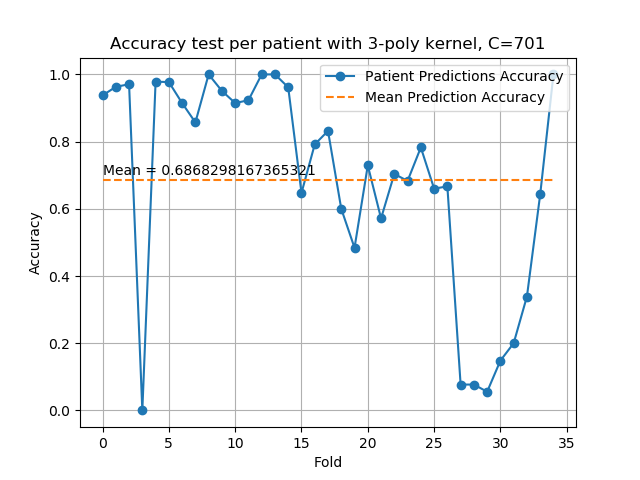 Accuracy test per patient with 3-poly kernel, C=701
Patient Predictions Accuracy
Mean Prediction Accuracy
Mean = 0.6868298167365321
Accuracy
1.0
0.8
0.6
0.4
0.2
0.0
0 5 10 15 20 25 30 35
Fold